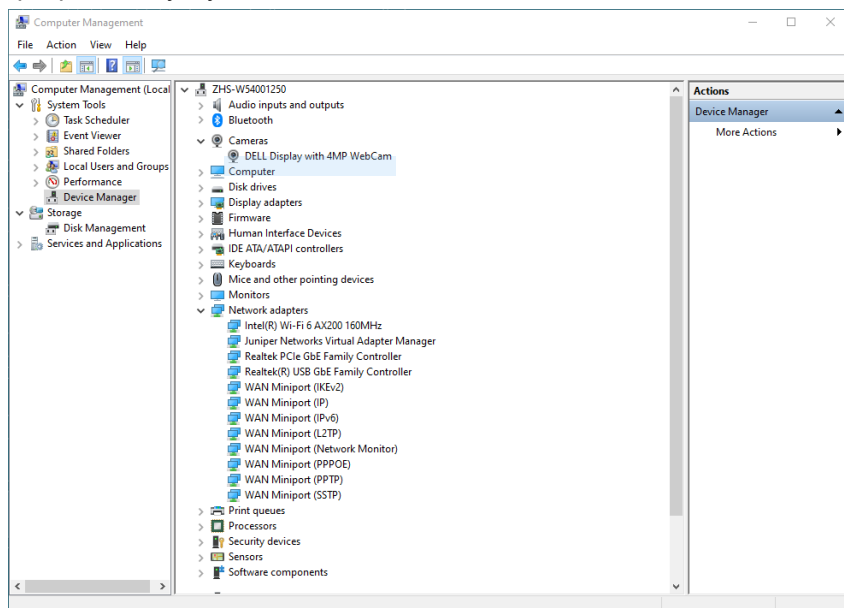 Computer Management
File Action View Help
Computer Management (Local
System Tools
Task Scheduler
Event Viewer
Shared Folders
Local Users and Groups
Performance
Device Manager
Storage
Disk Management
Services and Applications
ZHS-W54001250
Audio inputs and outputs
Bluetooth
Cameras
DELL Display with 4MP WebCam
Computer
Disk drives
Display adapters
Firmware
Human Interface Devices
IDE ATA/ATAPI controllers
Keyboards
Mice and other pointing devices
Monitors
Network adapters
Intel(R) Wi-Fi 6 AX200 160MHz
Juniper Networks Virtual Adapter Manager
Realtek PCIe GbE Family Controller
Realtek(R) USB GbE Family Controller
WAN Miniport (IKEv2)
WAN Miniport (IP)
WAN Miniport (IPv6)
WAN Miniport (L2TP)
WAN Miniport (Network Monitor)
WAN Miniport (PPPOE)
WAN Miniport (PPTP)
WAN Miniport (SSTP)
Print queues
Processors
Security devices
Sensors
Software components
Actions
Device Manager
More Actions